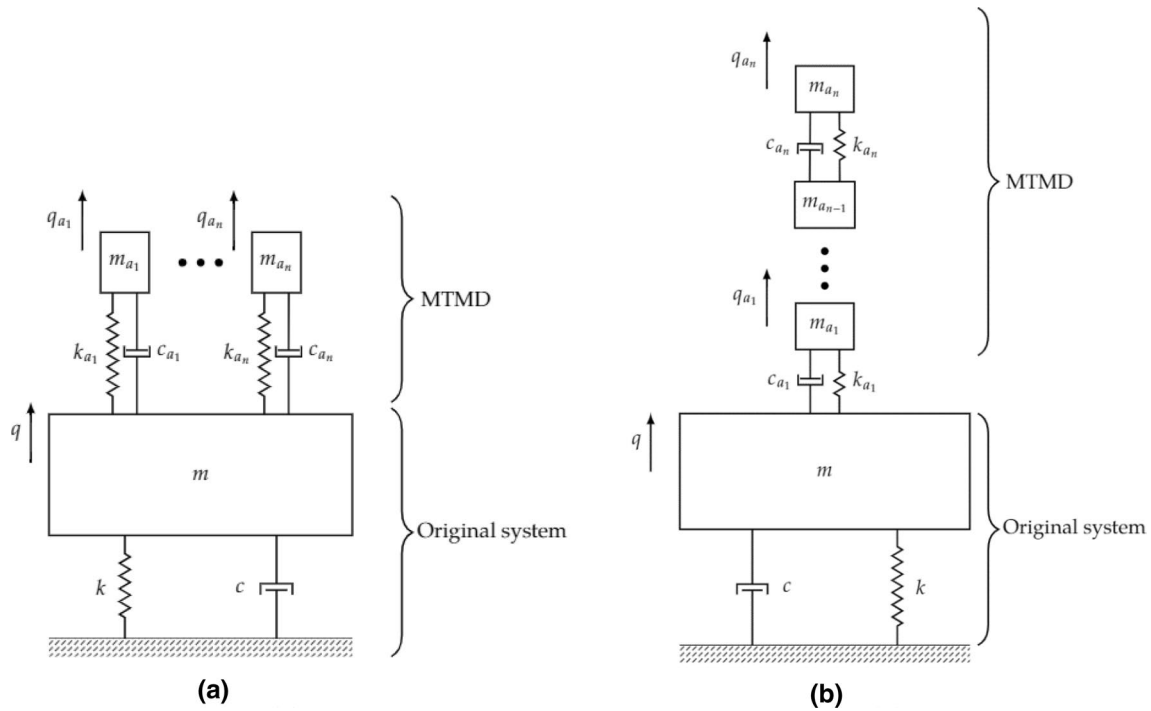 q_{a_1}
q_{a_n}
m_{a_1}
m_{a_n}
MTMD
k_{a_1}
c_{a_1}
k_{a_n}
c_{a_n}
q
m
Original system
k
c
(a)
q_{a_n}
m_{a_n}
c_{a_n}
k_{a_n}
MTMD
m_{a_{n-1}}
q_{a_1}
m_{a_1}
c_{a_1}
k_{a_1}
q
m
Original system
c
k
(b)